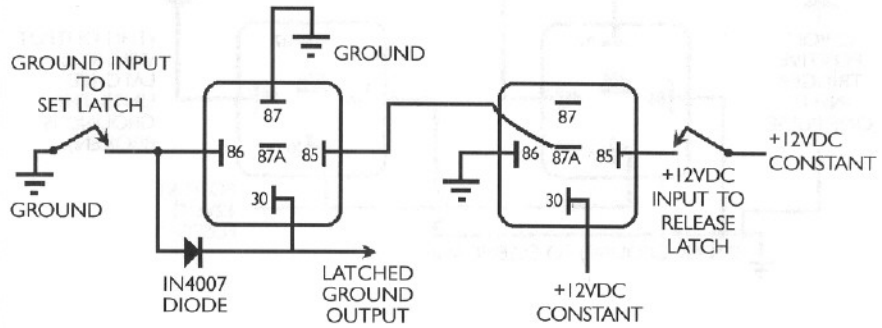 GROUND INPUT
TO
SET LATCH
GROUND
GROUND
87
86
87A
85
30
IN4007
DIODE
LATCHED
GROUND
OUTPUT
87
86
87A
85
30
+12VDC
CONSTANT
+12VDC
INPUT TO
RELEASE
LATCH
+12VDC
CONSTANT